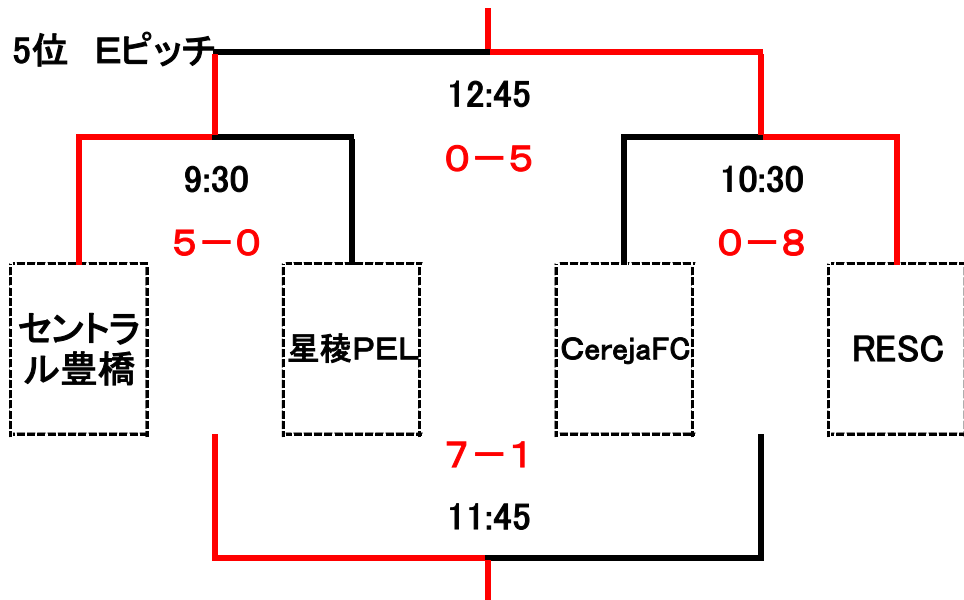 5位　Eピッチ
12:45
０－５
9:30
10:30
５－０
０－８
セントラ
ル豊橋
星稜PEL
CerejaFC
RESC
７－１
11:45